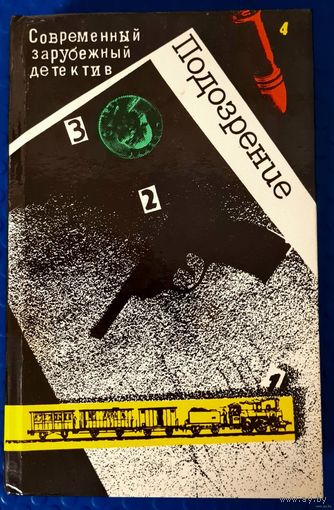 Современный
зарубежный
детектив
Подозрение
4
3
2
1